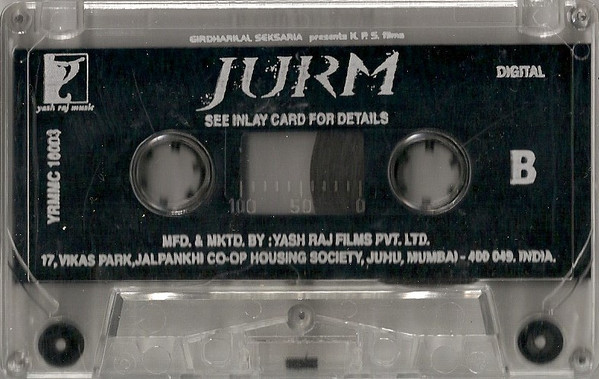 GIRDHARILAL SEKSARIA presents K. P. S. films
yash raj music
JURM
DIGITAL
SEE INLAY CARD FOR DETAILS
YRMMC 10003
B
100 50 0
MFD. & MKTD. BY : YASH RAJ FILMS PVT. LTD.
17, VIKAS PARK, JALPANKHI CO-OP HOUSING SOCIETY, JUHU, MUMBAI - 400 049. INDIA.